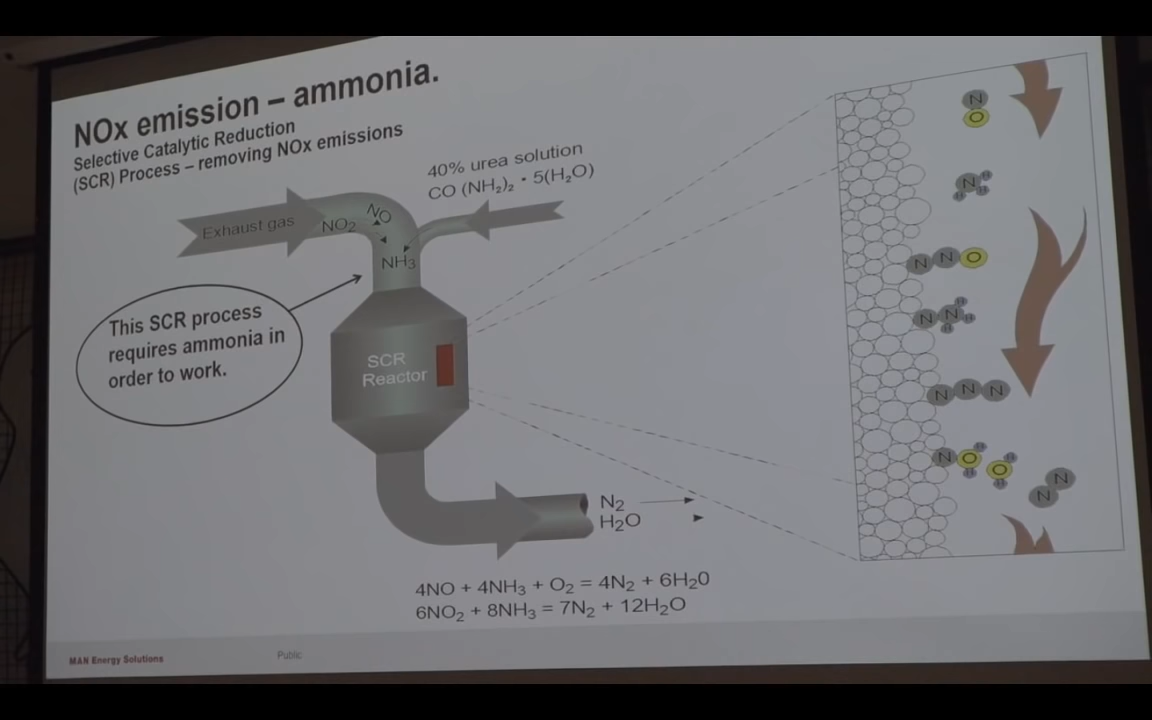 NOx emission – ammonia.
Selective Catalytic Reduction
(SCR) Process – removing NOx emissions
40% urea solution
CO (NH₂)₂ • 5(H₂O)
Exhaust gas
NO₂
NO
NH₃
This SCR process
requires ammonia in
order to work.
SCR
Reactor
N₂
H₂O
4NO + 4NH₃ + O₂ = 4N₂ + 6H₂0
6NO₂ + 8NH₃ = 7N₂ + 12H₂O
N
O
H
N
H
H
N N O
H
N N
H
H
N N N
H
N O
H
H
O
H
N
N
MAN Energy Solutions
Public